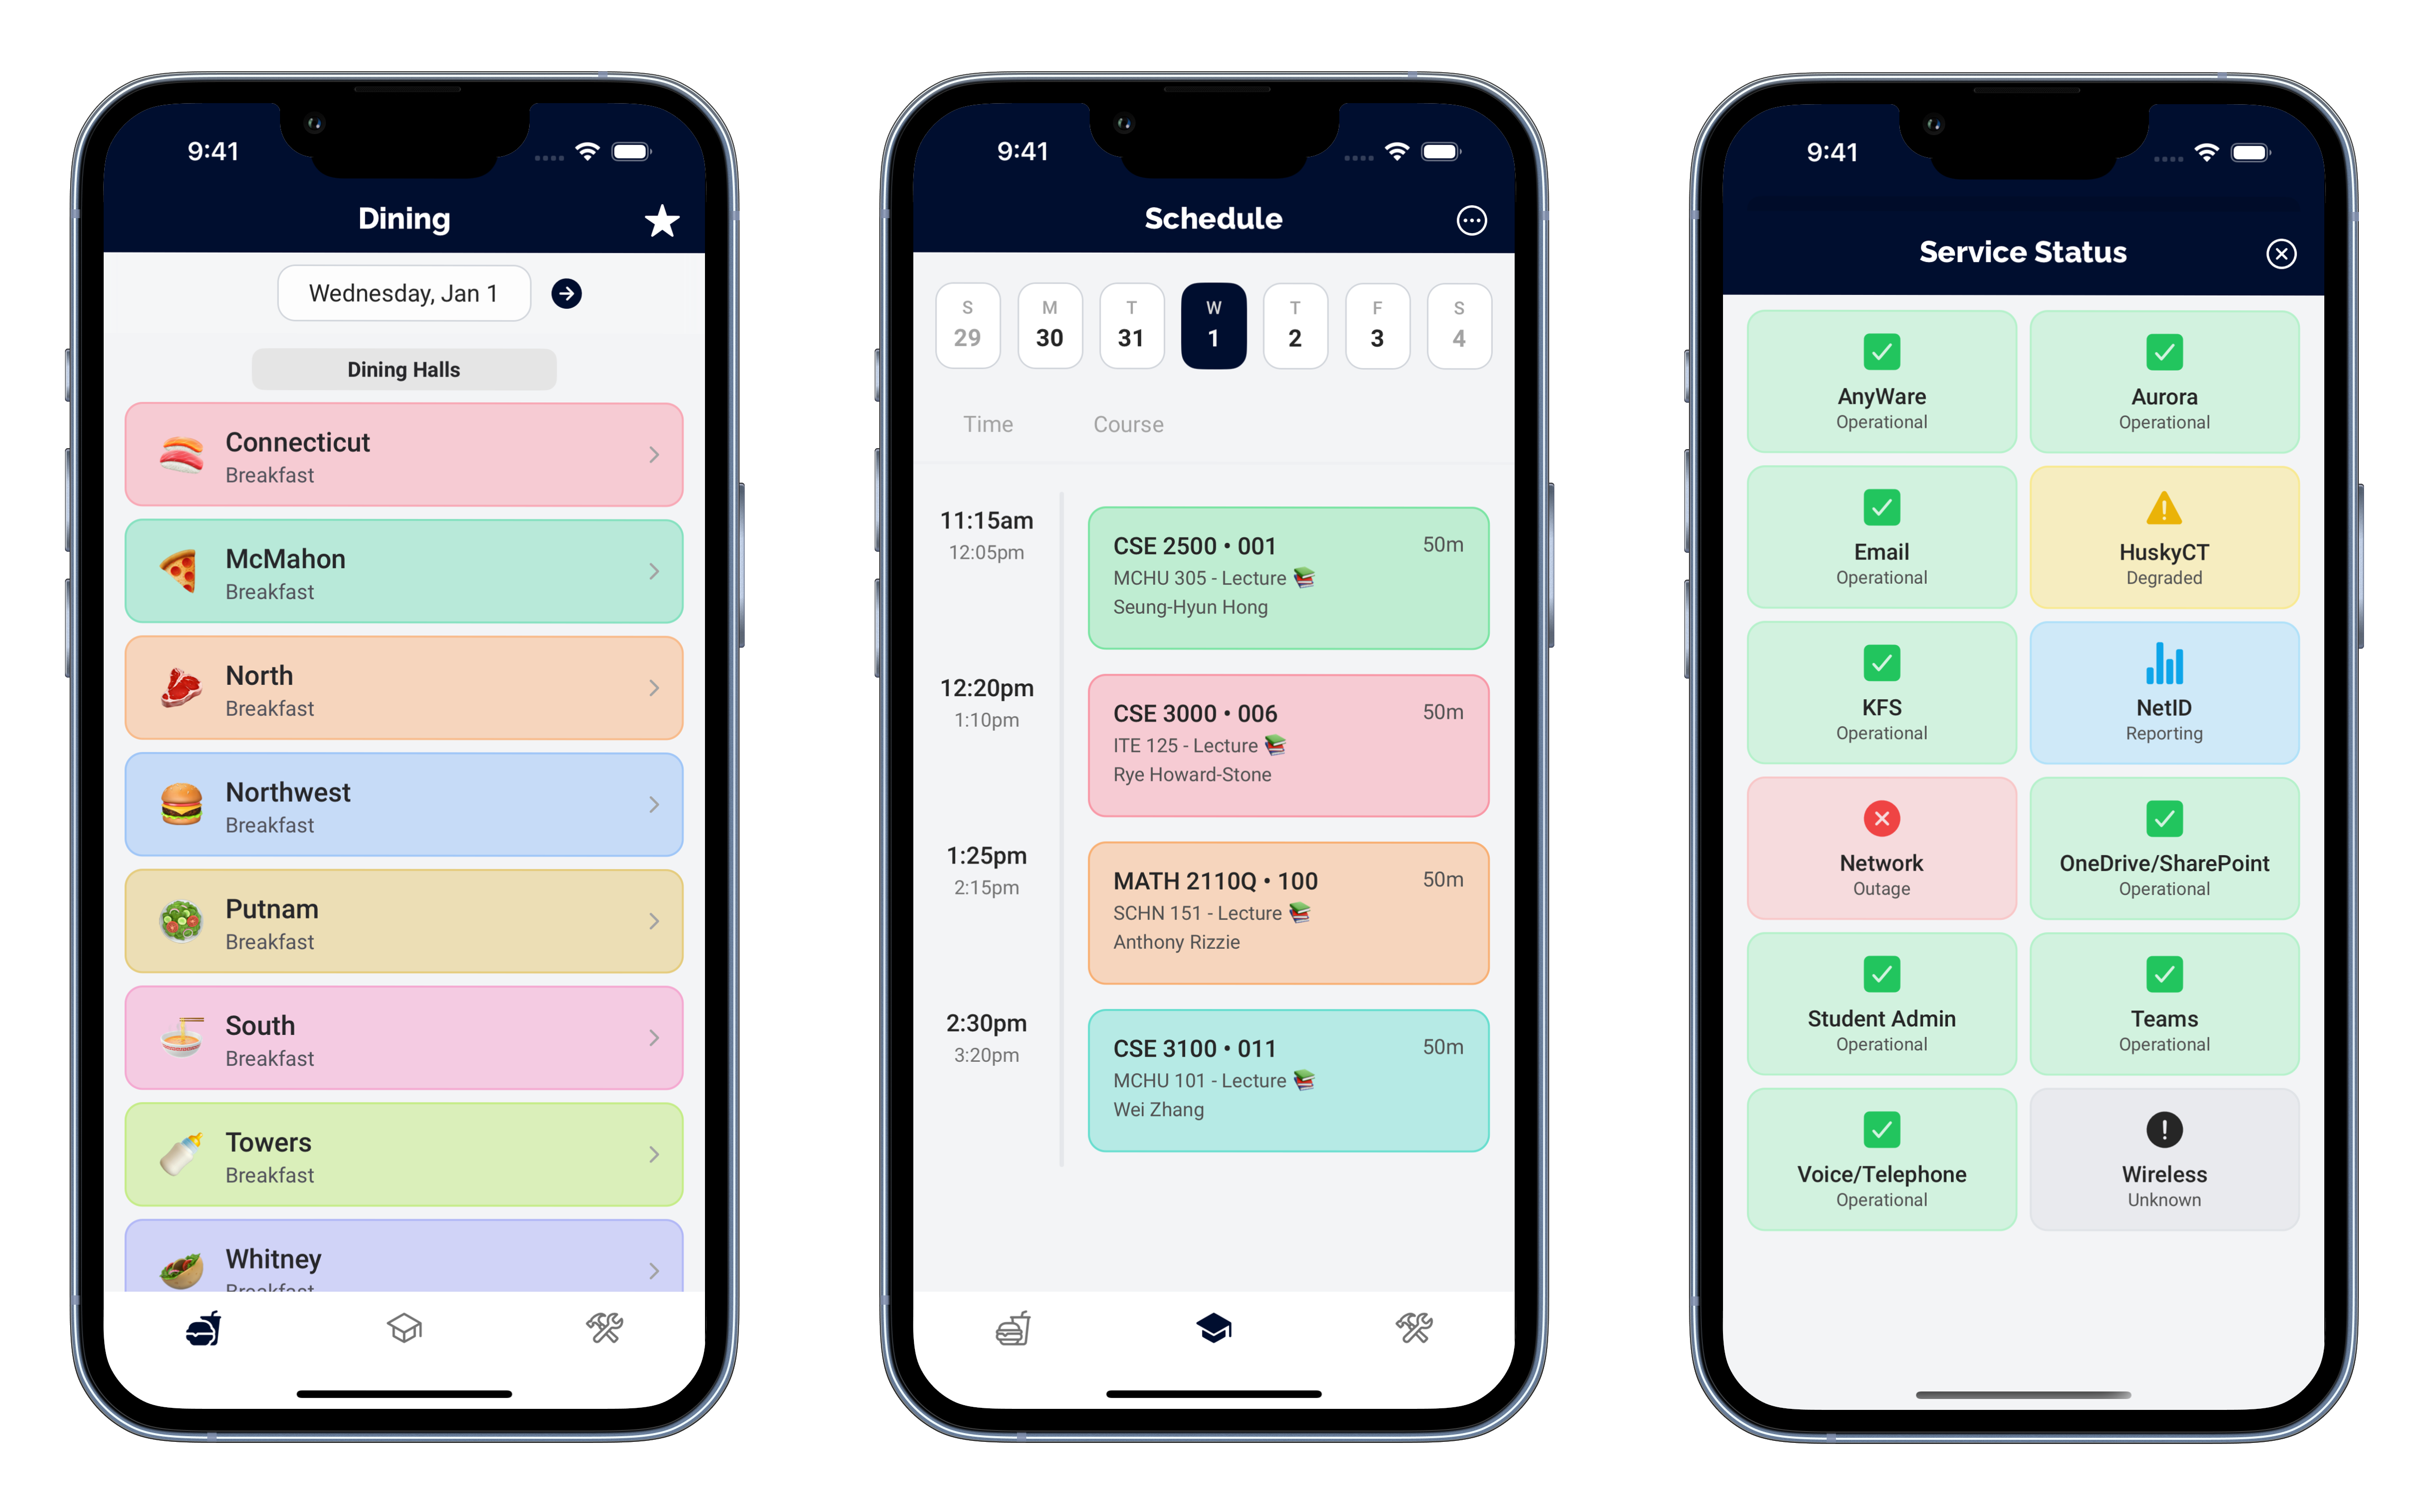 9:41
Dining
Wednesday, Jan 1
Dining Halls
Connecticut
Breakfast
McMahon
Breakfast
North
Breakfast
Northwest
Breakfast
Putnam
Breakfast
South
Breakfast
Towers
Breakfast
Whitney
Breakfast
9:41
Schedule
S M T W T F S
29 30 31 1 2 3 4
Time Course
11:15am
12:05pm
CSE 2500 • 001 50m
MCHU 305 - Lecture 📚
Seung-Hyun Hong
12:20pm
1:10pm
CSE 3000 • 006 50m
ITE 125 - Lecture 📚
Rye Howard-Stone
1:25pm
2:15pm
MATH 2110Q • 100 50m
SCHN 151 - Lecture 📚
Anthony Rizzie
2:30pm
3:20pm
CSE 3100 • 011 50m
MCHU 101 - Lecture 📚
Wei Zhang
9:41
Service Status
AnyWare
Operational
Aurora
Operational
Email
Operational
HuskyCT
Degraded
KFS
Operational
NetID
Reporting
Network
Outage
OneDrive/SharePoint
Operational
Student Admin
Operational
Teams
Operational
Voice/Telephone
Operational
Wireless
Unknown